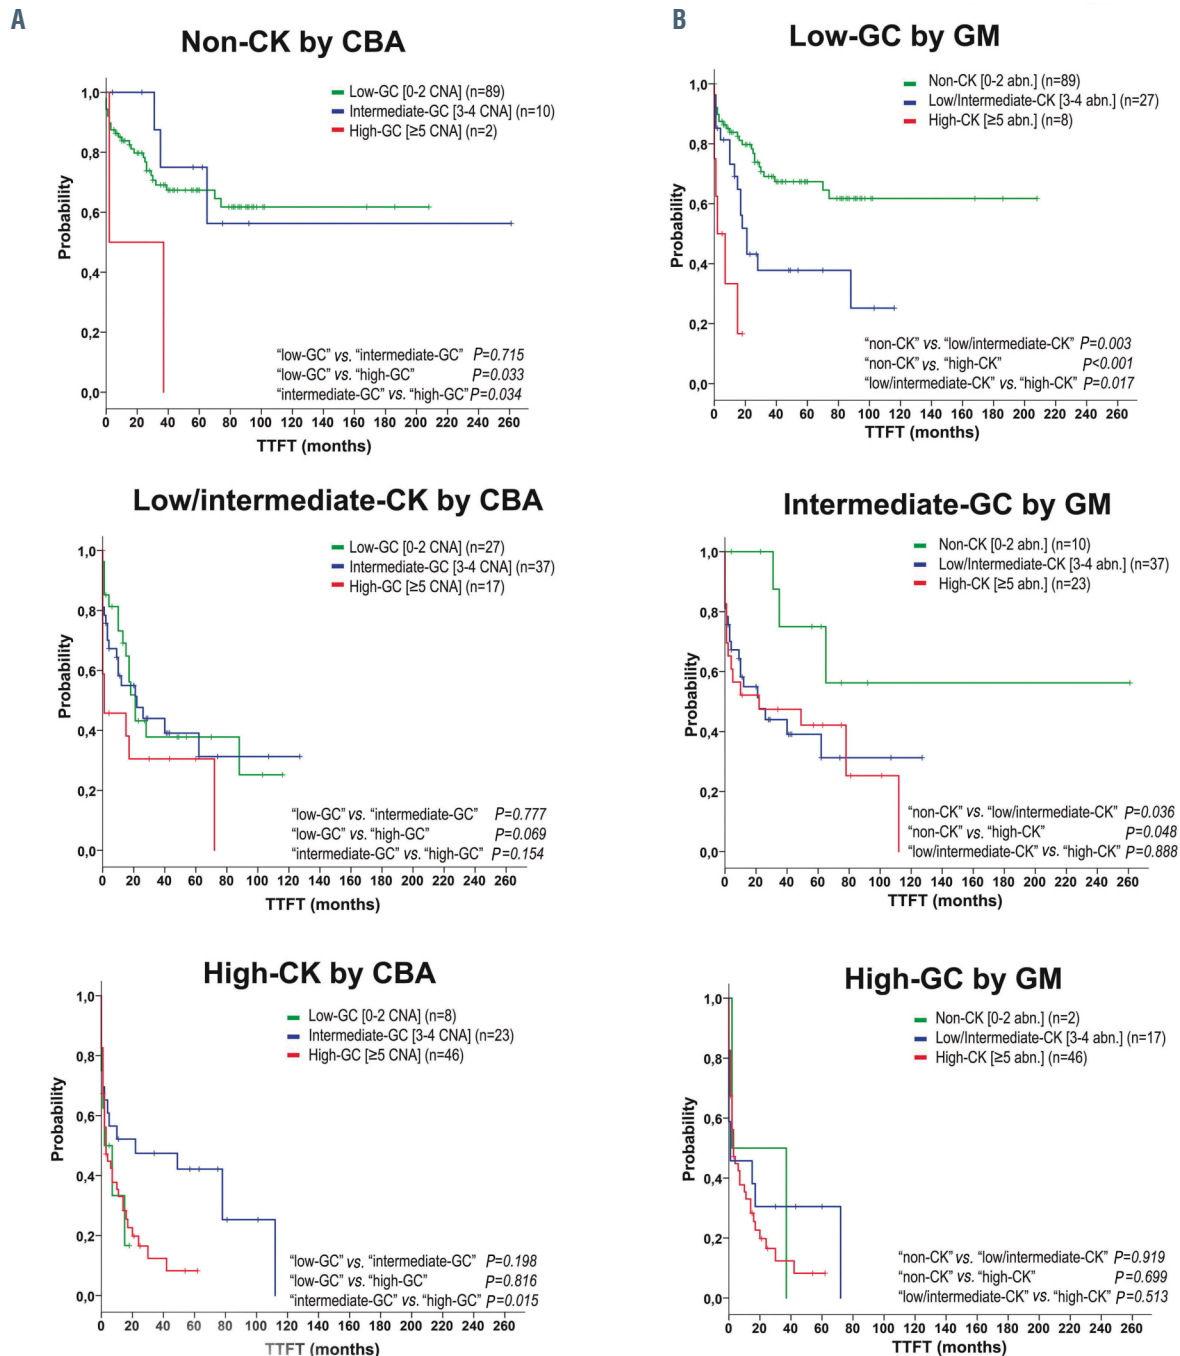 A
Non-CK by CBA
Low-GC [0-2 CNA] (n=89)
Intermediate-GC [3-4 CNA] (n=10)
High-GC [≥5 CNA] (n=2)
Probability
1,0
0,8
0,6
0,4
0,2
0,0
"low-GC" vs. "intermediate-GC" P=0.715
"low-GC" vs. "high-GC" P=0.033
"intermediate-GC" vs. "high-GC" P=0.034
0 20 40 60 80 100 120 140 160 180 200 220 240 260
TTFT (months)
Low/intermediate-CK by CBA
Low-GC [0-2 CNA] (n=27)
Intermediate-GC [3-4 CNA] (n=37)
High-GC [≥5 CNA] (n=17)
Probability
1,0
0,8
0,6
0,4
0,2
0,0
"low-GC" vs "intermediate-GC" P=0.777
"low-GC" vs "high-GC" P=0.069
"intermediate-GC" vs "high-GC" P=0.154
0 20 40 60 80 100 120 140 160 180 200 220 240 260
TTFT (months)
High-CK by CBA
Low-GC [0-2 CNA] (n=8)
Intermediate-GC [3-4 CNA] (n=23)
High-GC [≥5 CNA] (n=46)
Probability
1,0
0,8
0,6
0,4
0,2
0,0
"low-GC" vs. "intermediate-GC" P=0.198
"low-GC" vs. "high-GC" P=0.816
"intermediate-GC" vs. "high-GC" P=0.015
0 20 40 60 80 100 120 140 160 180 200 220 240 260
TTFT (months)
B
Low-GC by GM
Non-CK [0-2 abn.] (n=89)
Low/Intermediate-CK [3-4 abn.] (n=27)
High-CK [≥5 abn.] (n=8)
Probability
1,0
0,8
0,6
0,4
0,2
0,0
"non-CK" vs. "low/intermediate-CK" P=0.003
"non-CK" vs. "high-CK" P<0.001
"low/intermediate-CK" vs. "high-CK" P=0.017
0 20 40 60 80 100 120 140 160 180 200 220 240 260
TTFT (months)
Intermediate-GC by GM
Non-CK [0-2 abn.] (n=10)
Low/Intermediate-CK [3-4 abn.] (n=37)
High-CK [≥5 abn.] (n=23)
Probability
1,0
0,8
0,6
0,4
0,2
0,0
"non-CK" vs. "low/intermediate-CK" P=0.036
"non-CK" vs. "high-CK" P=0.048
"low/intermediate-CK" vs. "high-CK" P=0.888
0 20 40 60 80 100 120 140 160 180 200 220 240 260
TTFT (months)
High-GC by GM
Non-CK [0-2 abn.] (n=2)
Low/Intermediate-CK [3-4 abn.] (n=17)
High-CK [≥5 abn.] (n=46)
Probability
1,0
0,8
0,6
0,4
0,2
0,0
"non-CK" vs. "low/intermediate-CK" P=0.919
"non-CK" vs. "high-CK" P=0.699
"low/intermediate-CK" vs. "high-CK" P=0.513
0 20 40 60 80 100 120 140 160 180 200 220 240 260
TTFT (months)